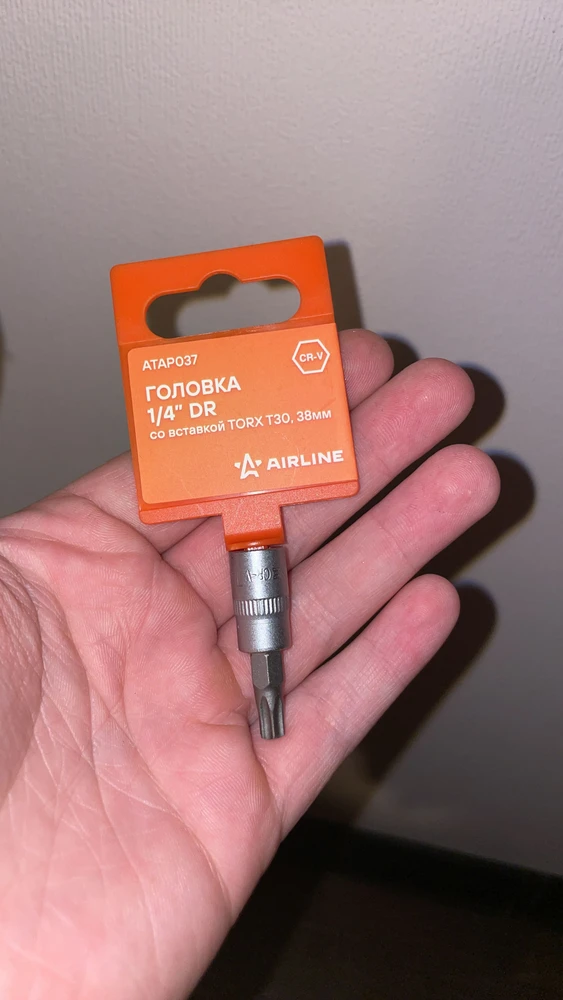 ATAP037
CR-V
ГОЛОВКА
1/4" DR
со вставкой TORX T30, 38мм
AIRLINE